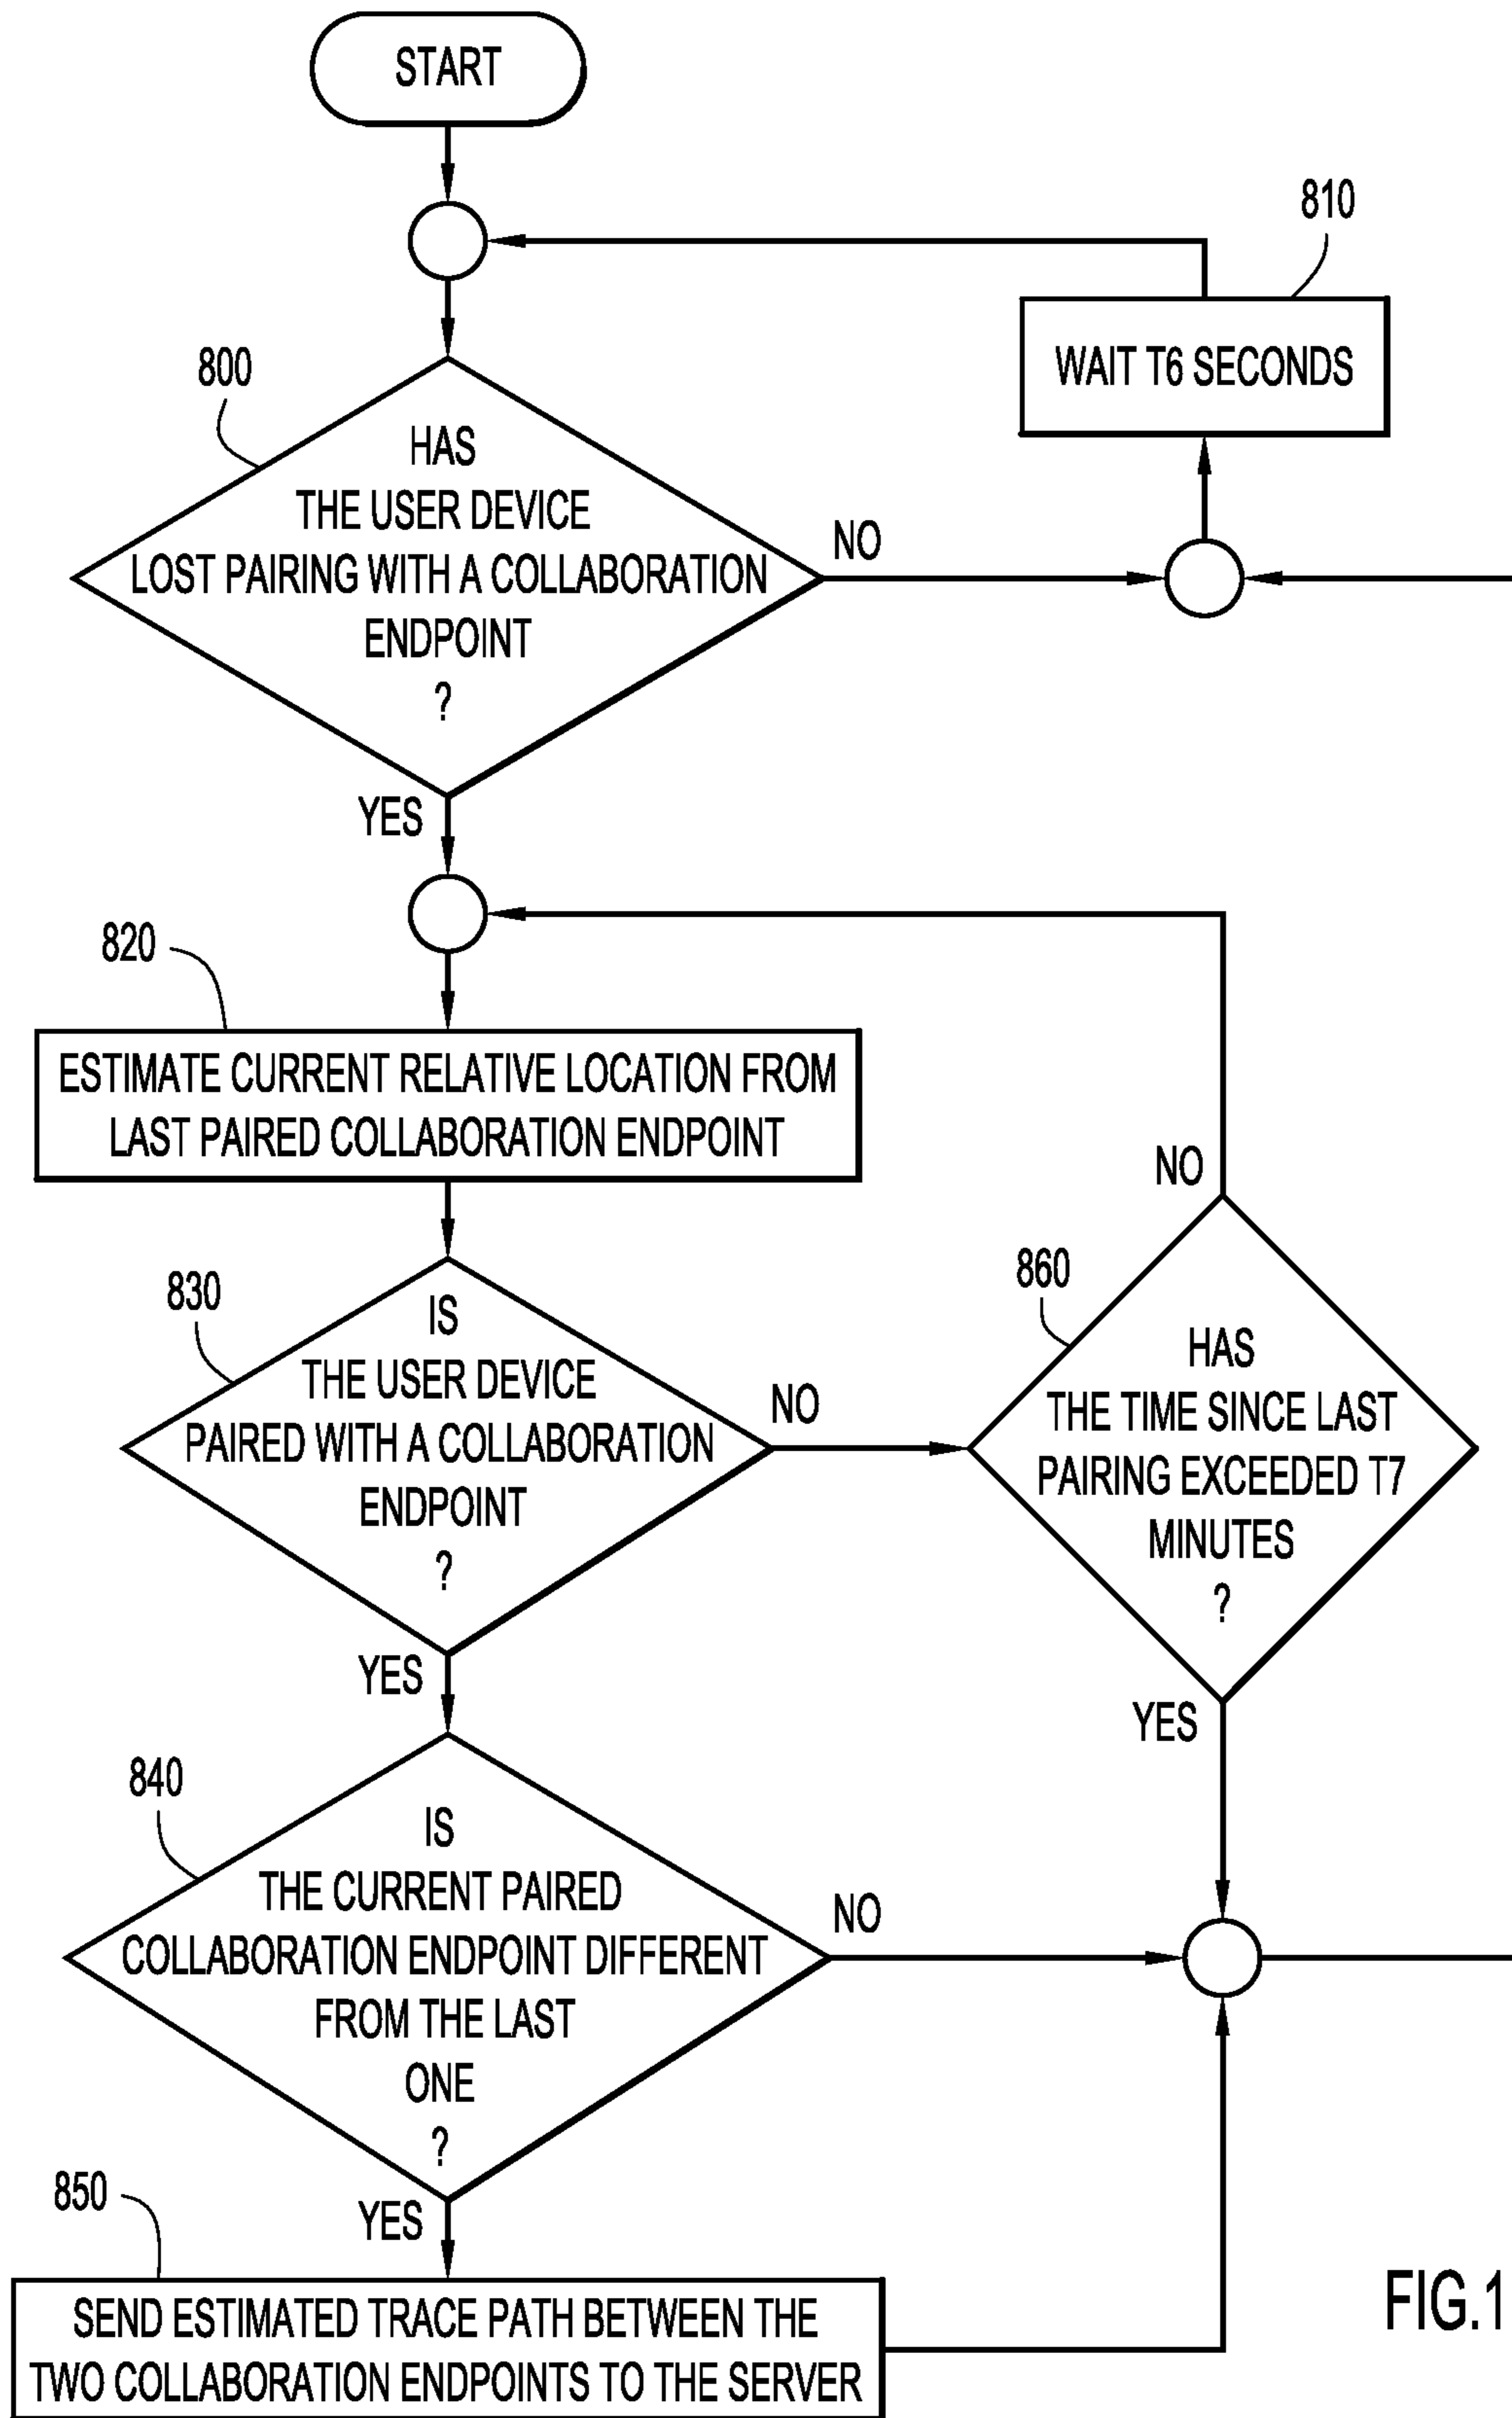 START
810
WAIT T6 SECONDS
800
HAS
THE USER DEVICE
LOST PAIRING WITH A COLLABORATION
ENDPOINT
?
NO
YES
820
ESTIMATE CURRENT RELATIVE LOCATION FROM
LAST PAIRED COLLABORATION ENDPOINT
830
IS
THE USER DEVICE
PAIRED WITH A COLLABORATION
ENDPOINT
?
NO
YES
860
HAS
THE TIME SINCE LAST
PAIRING EXCEEDED T7
MINUTES
?
NO
YES
840
IS
THE CURRENT PAIRED
COLLABORATION ENDPOINT DIFFERENT
FROM THE LAST
ONE
?
NO
YES
850
SEND ESTIMATED TRACE PATH BETWEEN THE
TWO COLLABORATION ENDPOINTS TO THE SERVER
FIG.1